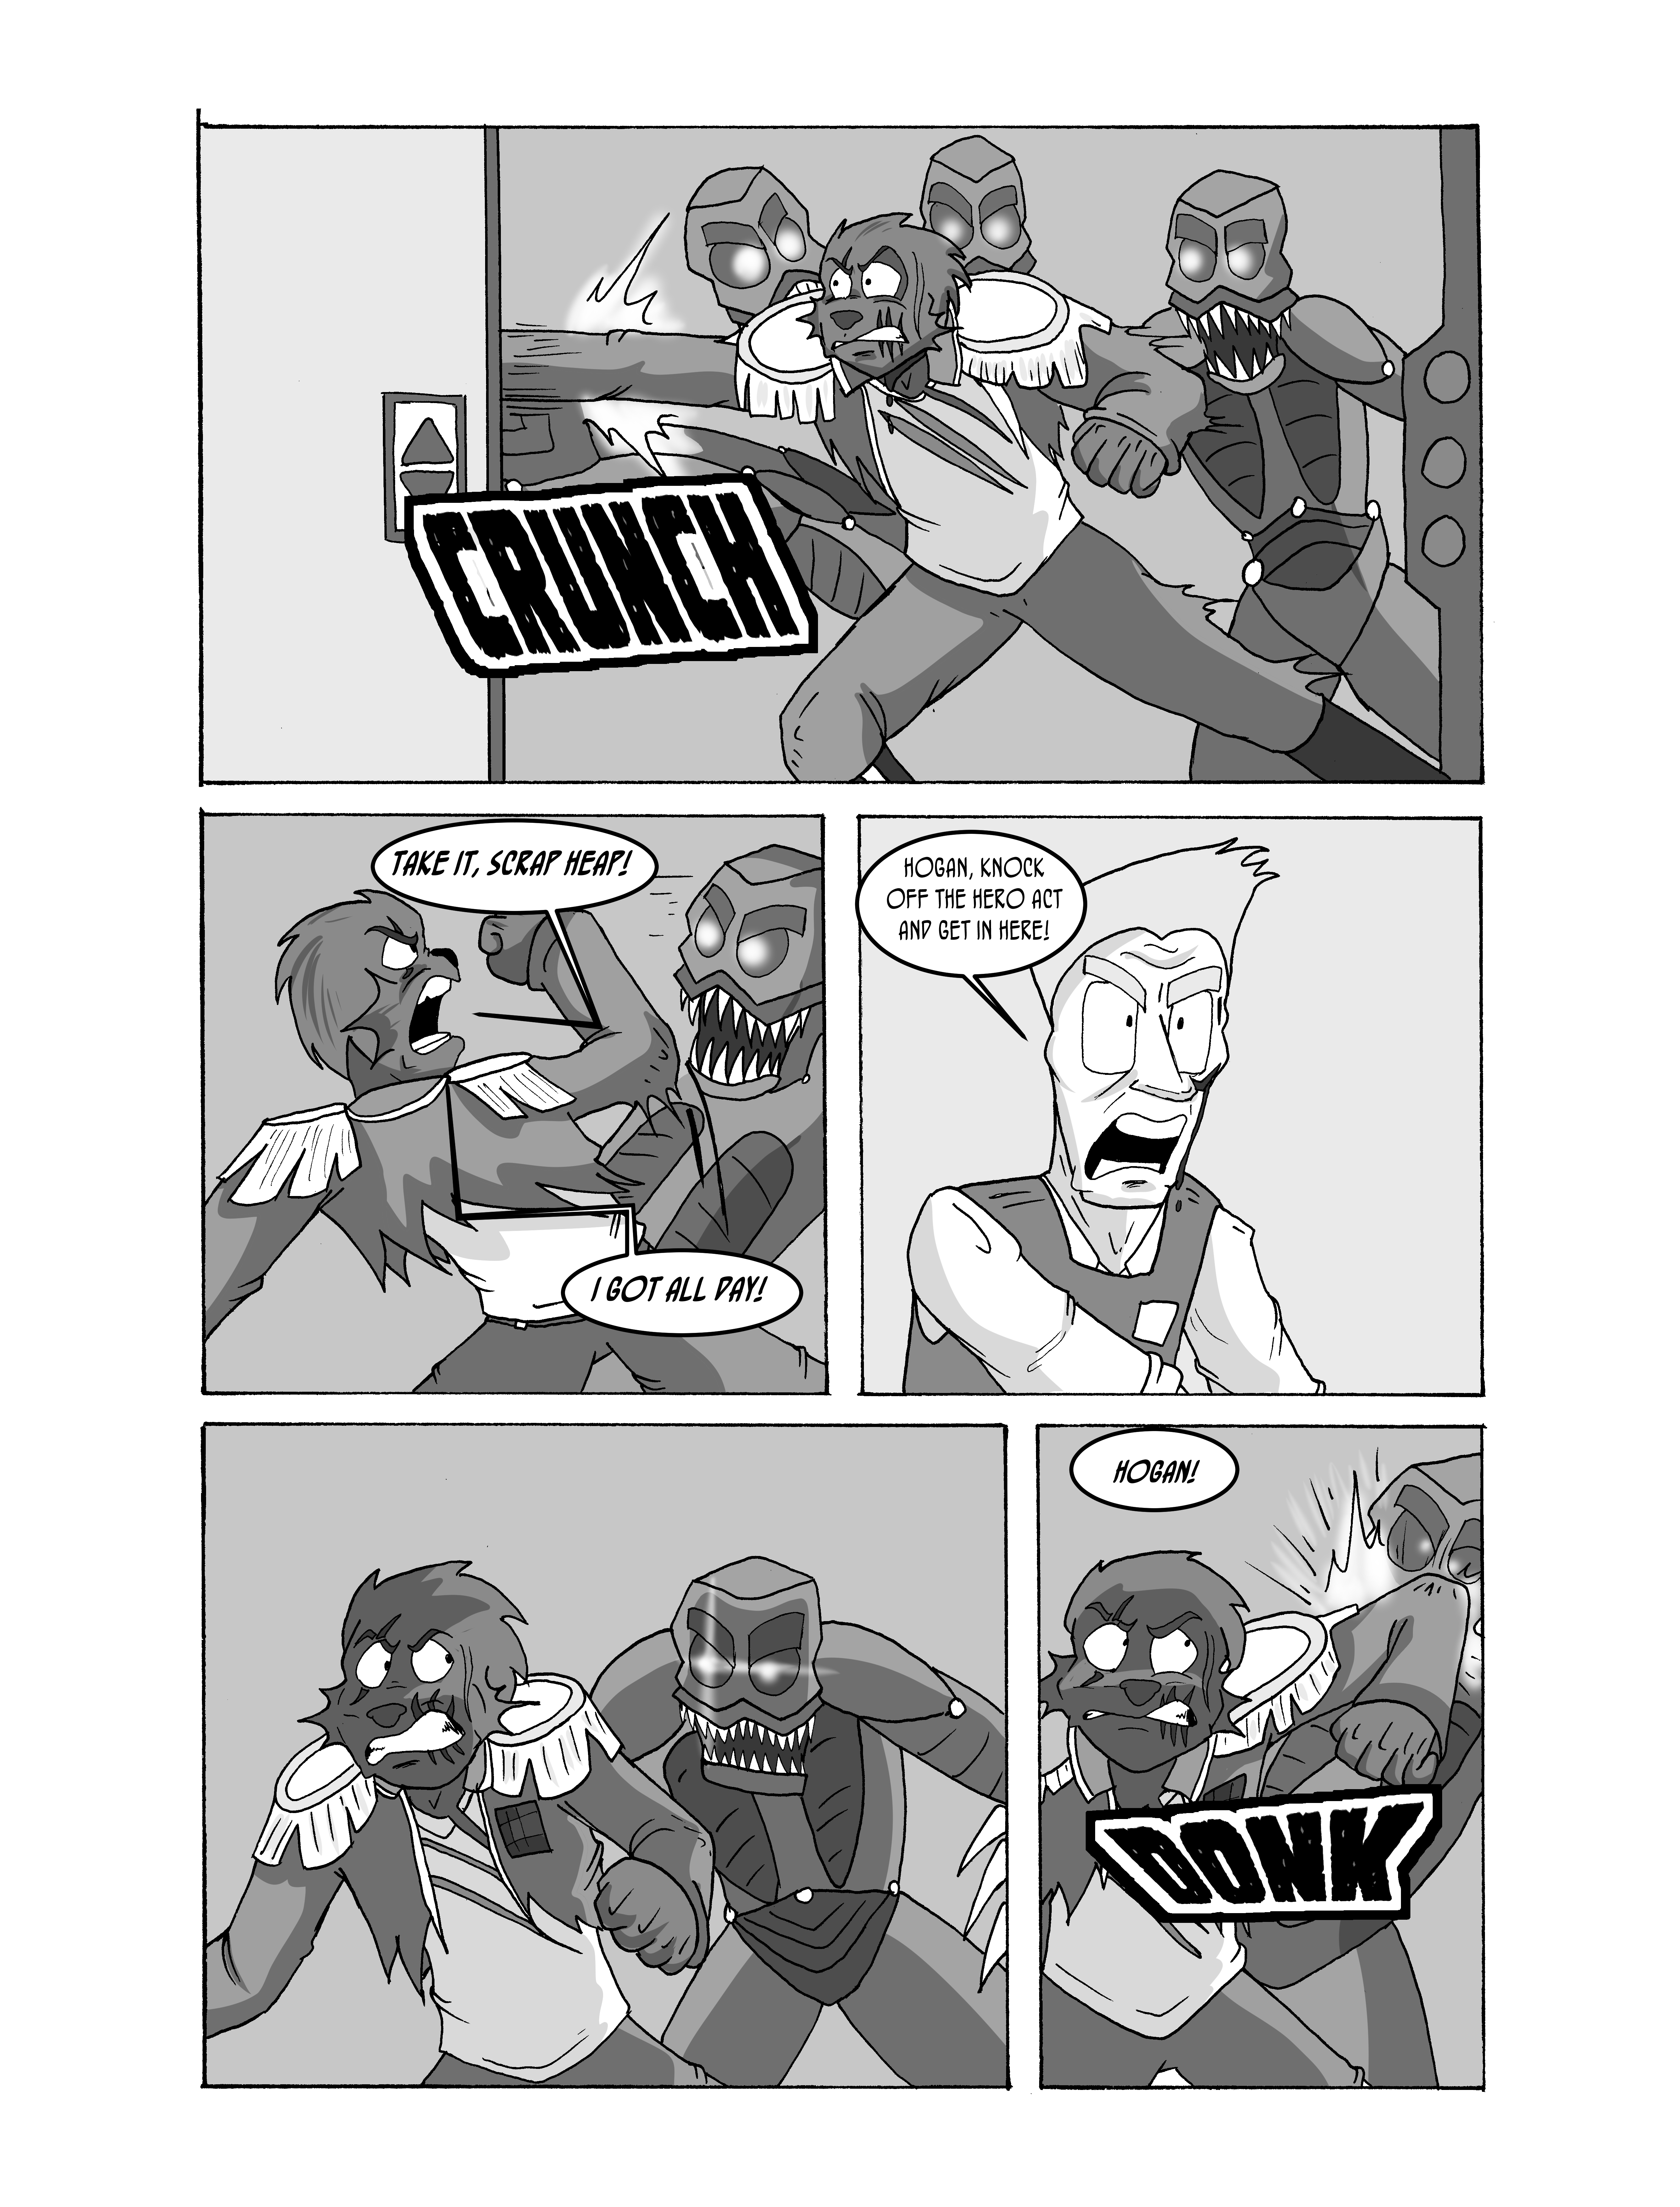 CRUNCH
TAKE IT, SCRAP HEAP!
I GOT ALL DAY!
HOGAN, KNOCK
OFF THE HERO ACT
AND GET IN HERE!
HOGAN!
DONK